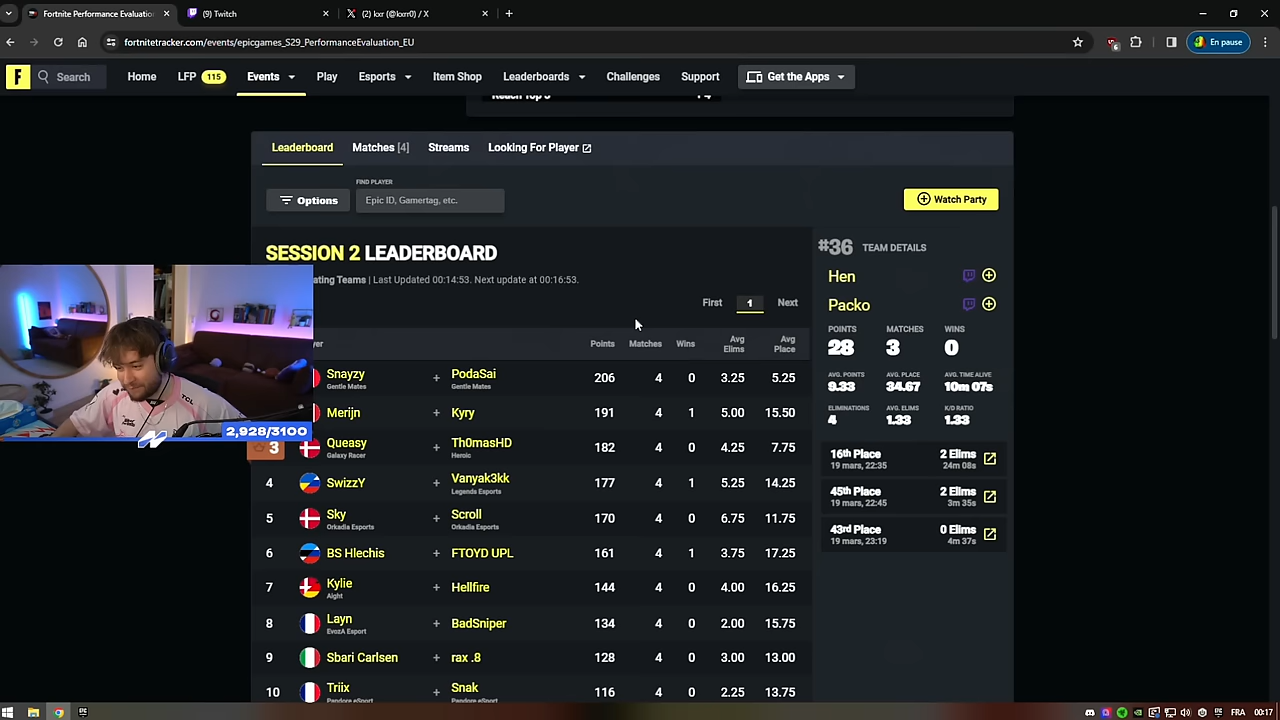 Fortnite Performance Evaluatio
(9) Twitch
(2) lxr (@lxrr0) / X
fortnitetracker.com/events/epicgames_S29_PerformanceEvaluation_EU
6
En pause
F
Search
Home
LFP 115
Events
Play
Esports
Item Shop
Leaderboards
Challenges
Support
Get the Apps
Leaderboard
Matches [4]
Streams
Looking For Player
FIND PLAYER
Options
Epic ID, Gamertag, etc.
Watch Party
SESSION 2 LEADERBOARD
ating Teams | Last Updated 00:14:53. Next update at 00:16:53.
First 1 Next
yer Points Matches Wins Avg Elims Avg Place
Snayzy Gentle Mates + PodaSai Gentle Mates 206 4 0 3.25 5.25
Merijn + Kyry 191 4 1 5.00 15.50
3 Queasy Galaxy Racer + Th0masHD Heroic 182 4 0 4.25 7.75
4 SwizzY + Vanyak3kk Legends Esports 177 4 1 5.25 14.25
5 Sky Orkadia Esports + Scroll Orkadia Esports 170 4 0 6.75 11.75
6 BS Hlechis + FTOYD UPL 161 4 1 3.75 17.25
7 Kylie Aight + Hellfire 144 4 0 4.00 16.25
8 Layn EvozA Esport + BadSniper 134 4 0 2.00 15.75
9 Sbari Carlsen + rax .8 128 4 0 3.00 13.00
10 Triix Pandore eSport + Snak Pandore eSport 116 4 0 2.25 13.75
#36 TEAM DETAILS
Hen
Packo
POINTS MATCHES WINS
28 3 0
AVG. POINTS AVG. PLACE AVG. TIME ALIVE
9.33 34.67 10m 07s
ELIMINATIONS AVG. ELIMS K/D RATIO
4 1.33 1.33
16th Place 2 Elims
19 mars, 22:35 24m 08s
45th Place 2 Elims
19 mars, 22:45 3m 35s
43rd Place 0 Elims
19 mars, 23:19 4m 37s
TCL
2,928/3100
FRA 00:17